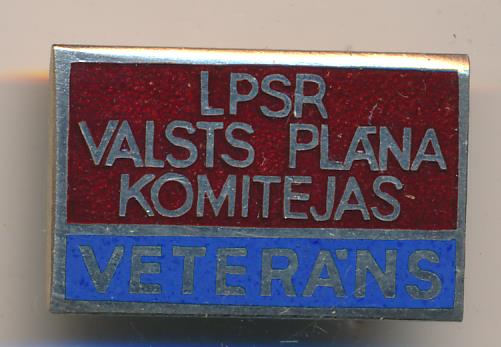 LPSR
VALSTS PLĀNA
KOMITEJAS
VETERĀNS